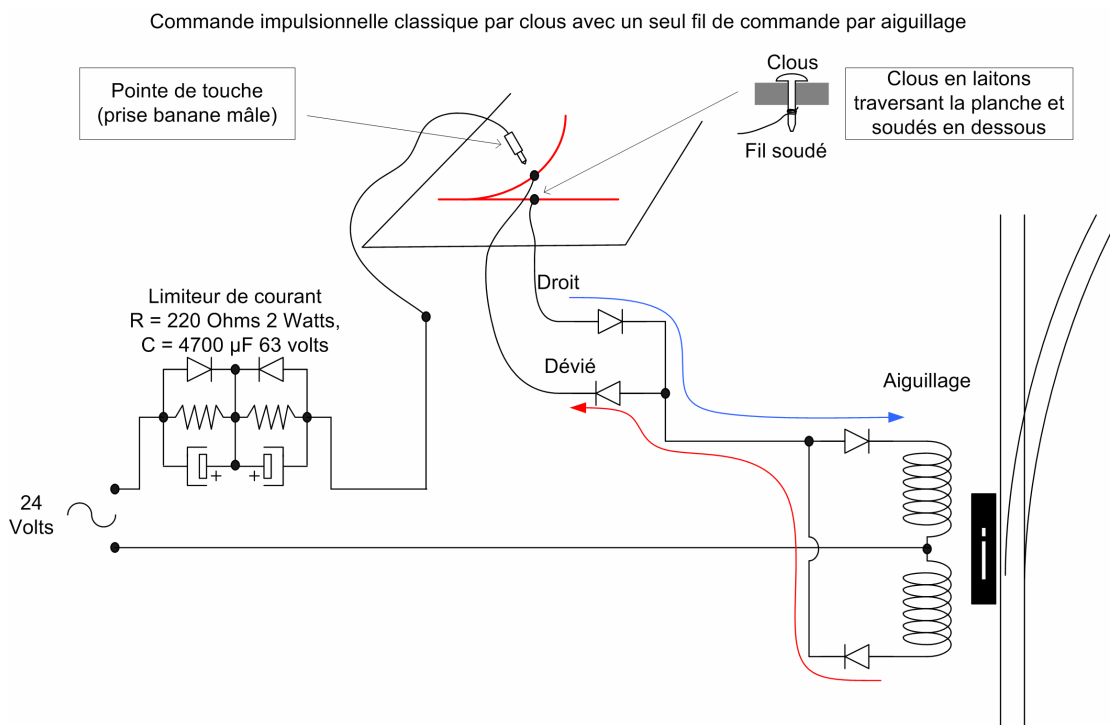 Commande impulsionnelle classique par clous avec un seul fil de commande par aiguillage
Pointe de touche
(prise banane mâle)
Clous
Clous en laitons
traversant la planche et
soudés en dessous
Fil soudé
Droit
Limiteur de courant
R = 220 Ohms 2 Watts,
C = 4700 µF 63 volts
Dévié
Aiguillage
+
+
24
Volts